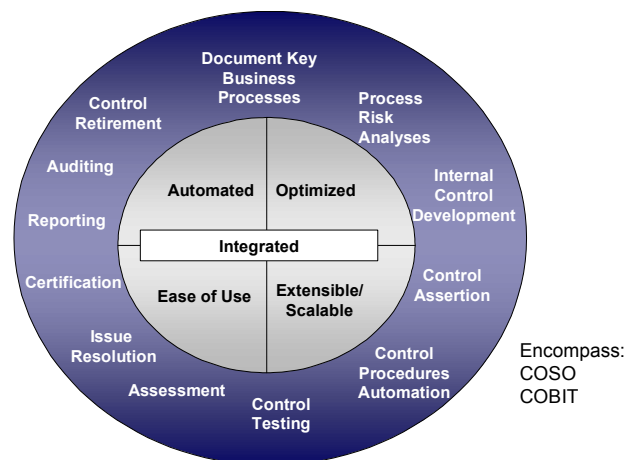 Document Key
Business
Processes
Process
Risk
Analyses
Internal
Control
Development
Control
Assertion
Control
Procedures
Automation
Control
Testing
Assessment
Issue
Resolution
Certification
Reporting
Auditing
Control
Retirement
Automated
Optimized
Integrated
Ease of Use
Extensible/
Scalable
Encompass:
COSO
COBIT